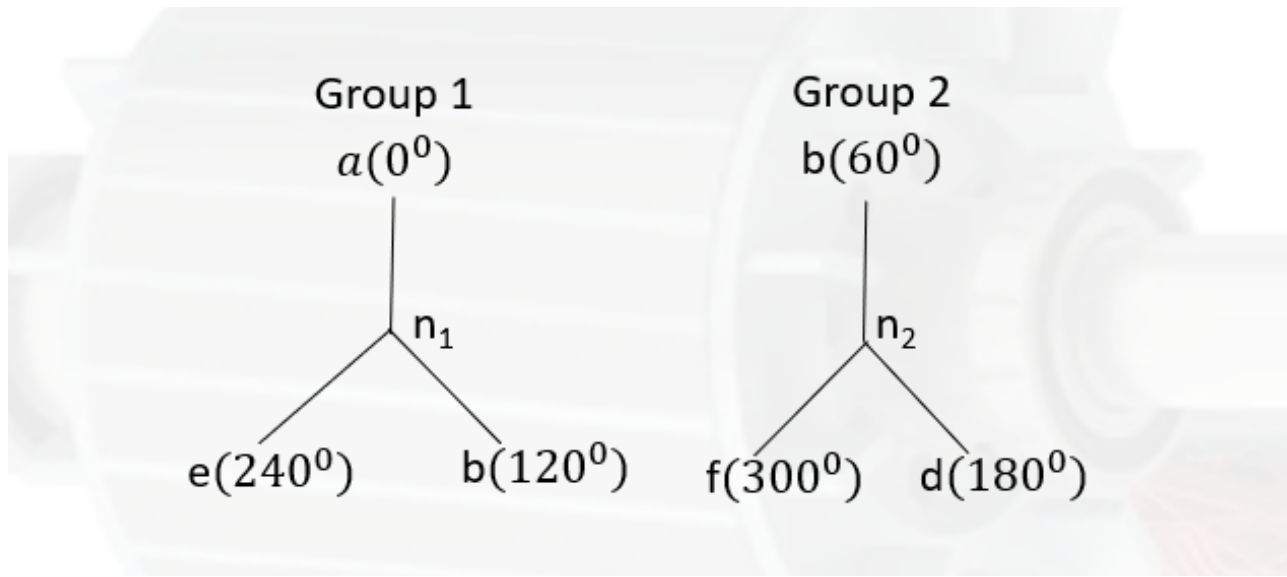 Group 1
a(0⁰)
n₁
e(240⁰)
b(120⁰)
Group 2
b(60⁰)
n₂
f(300⁰)
d(180⁰)